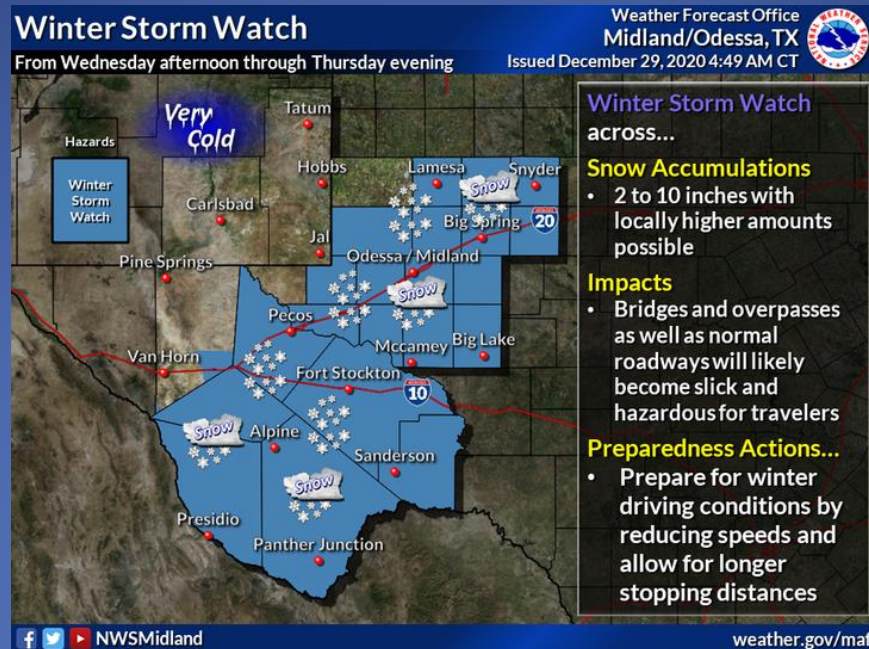 Winter Storm Watch
From Wednesday afternoon through Thursday evening
Weather Forecast Office
Midland/Odessa, TX
Issued December 29, 2020 4:49 AM CT
NATIONAL WEATHER SERVICE
Hazards
Winter
Storm
Watch
Very
Cold
Tatum
Hobbs
Lamesa
Snyder
Snow
Carlsbad
Big Spring
20
Jal
Odessa / Midland
Pine Springs
Snow
Pecos
Mccamey
Big Lake
Van Horn
Fort Stockton
10
Snow
Alpine
Sanderson
Snow
Presidio
Panther Junction
Winter Storm Watch
across...
Snow Accumulations
• 2 to 10 inches with
locally higher amounts
possible
Impacts
• Bridges and overpasses
as well as normal
roadways will likely
become slick and
hazardous for travelers
Preparedness Actions...
• Prepare for winter
driving conditions by
reducing speeds and
allow for longer
stopping distances
NWSMidland
weather.gov/maf